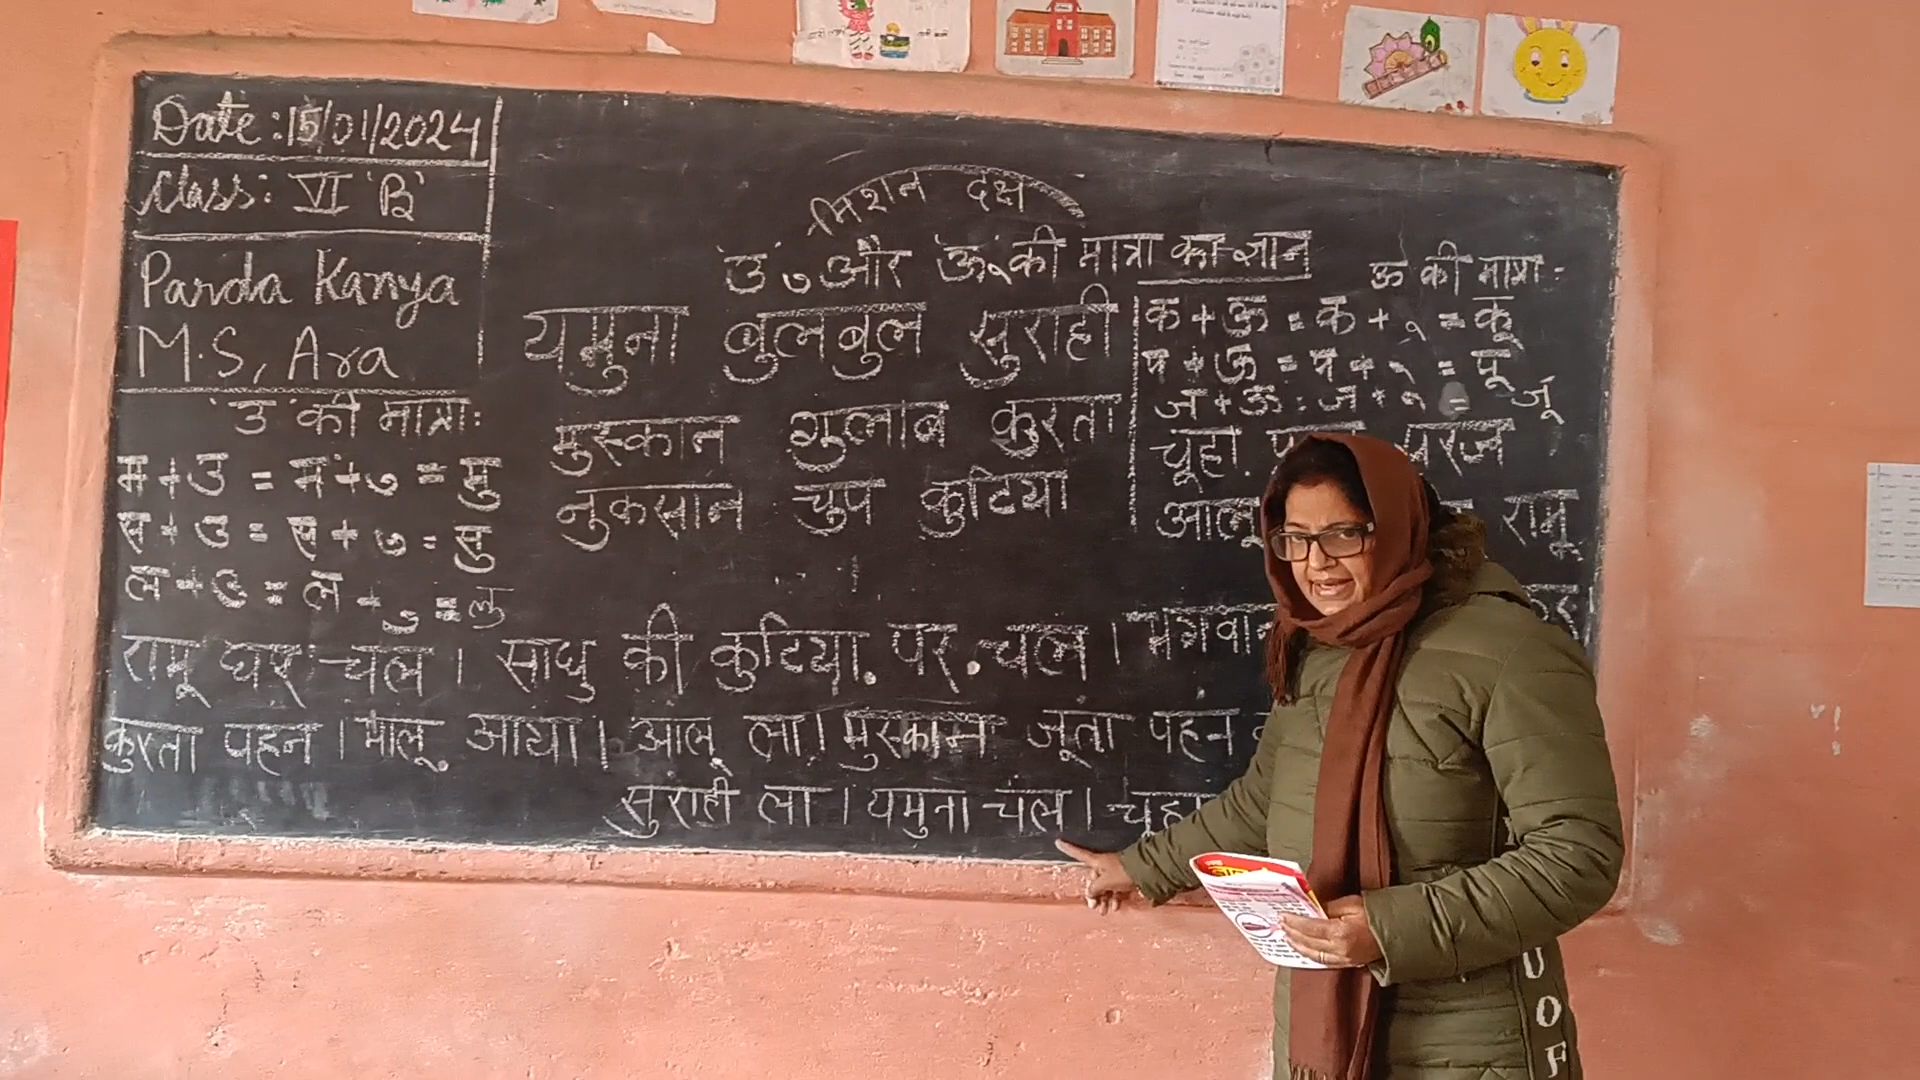 Date: 15/01/2024
Class: VI 'B'
Parda Kanya
M.S, Ara
मिशन दक्ष
'उ' ु और 'ऊ' ू की मात्रा का ज्ञान
'उ' की मात्रा:
म + उ = म + ु = मु
स + उ = स + ु = सु
ल + उ = ल + ु = लु
यमुना बुलबुल सुराही
मुस्कान गुलाब कुरता
नुकसान चुप कुटिया
ऊ की मात्रा:
क + ऊ = क + ू = कू
प + ऊ = प + ू = पू
ज + ऊ = ज + ू = जू
चूहा
आलू रामू
रामू घर चल । साधु की कुटिया पर चल ।
कुरता पहन । भालू आया । आलू ला । मुस्कान जूता पहन
सुराही ला । यमुना चल । चूहा
U O F